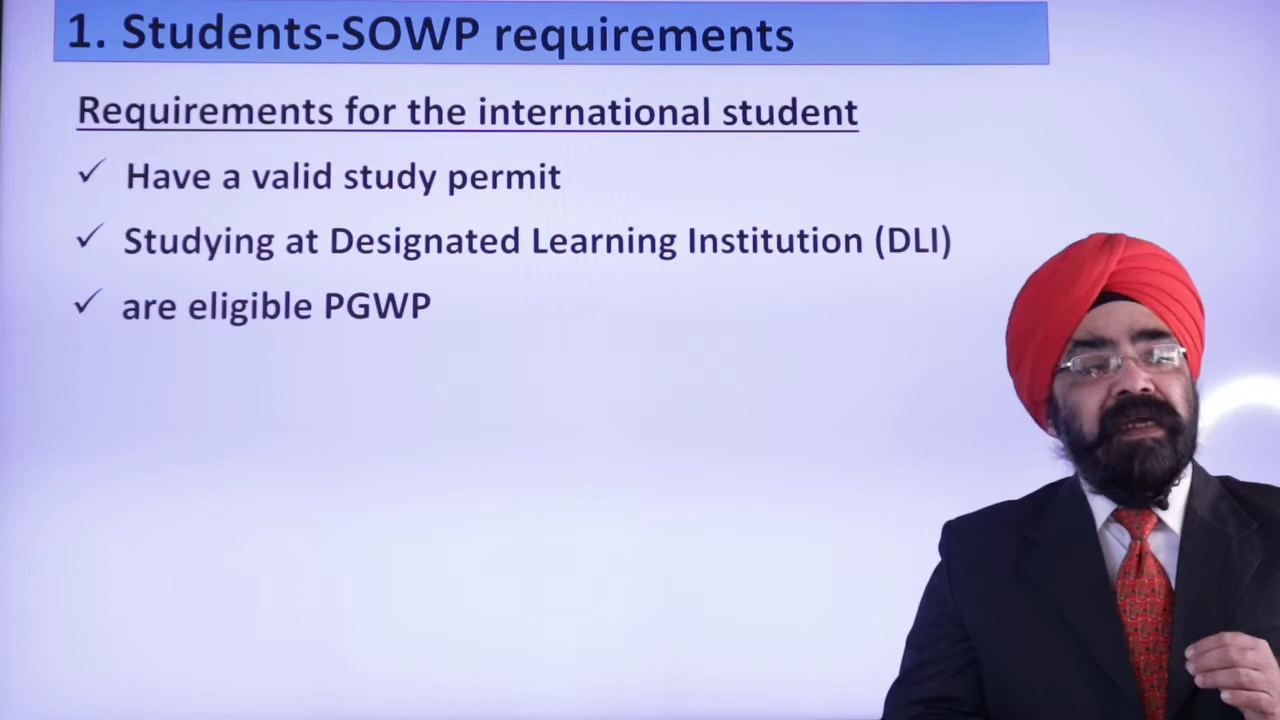 1. Students-SOWP requirements
Requirements for the international student
✓ Have a valid study permit
✓ Studying at Designated Learning Institution (DLI)
✓ are eligible PGWP